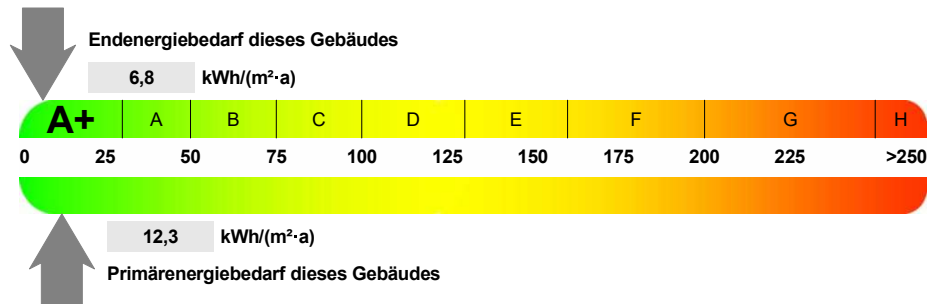 Endenergiebedarf dieses Gebäudes
6,8 kWh/(m²·a)
A+ A B C D E F G H
0 25 50 75 100 125 150 175 200 225 >250
12,3 kWh/(m²·a)
Primärenergiebedarf dieses Gebäudes